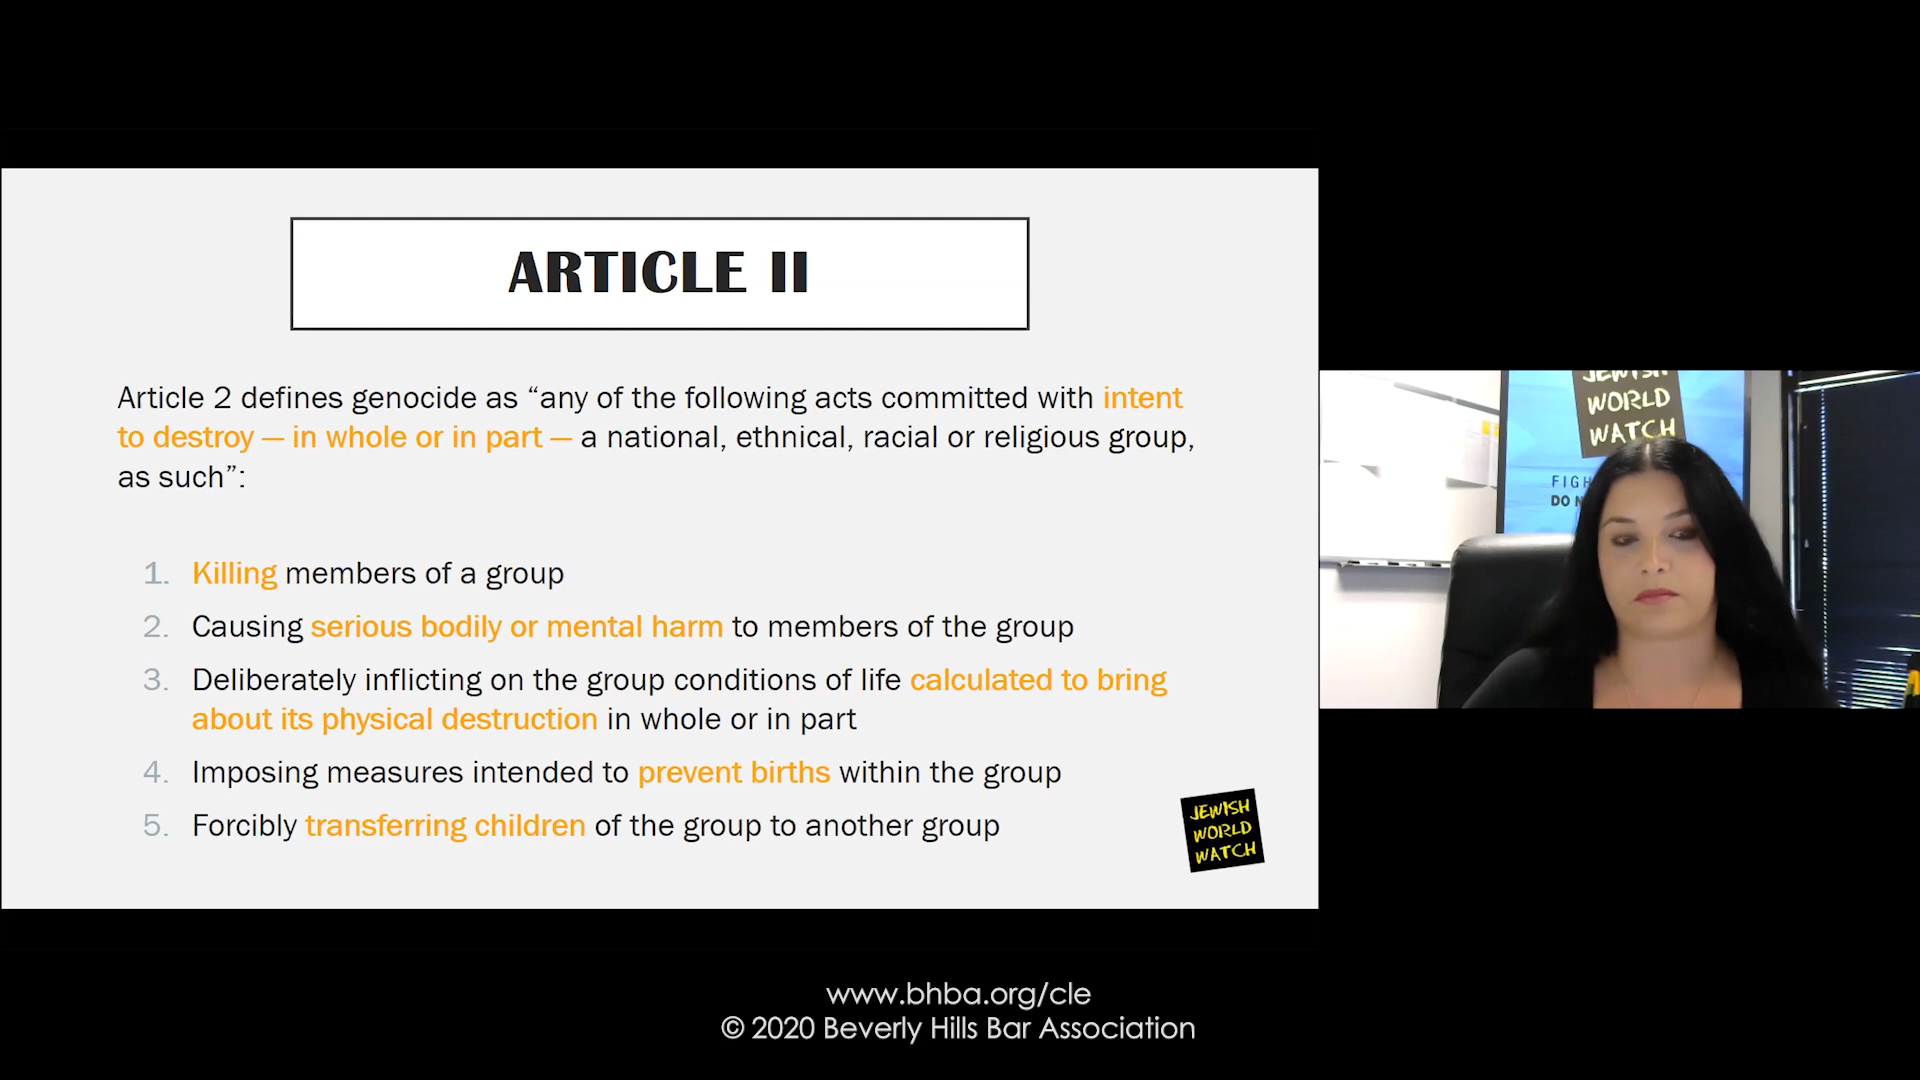 ARTICLE II
Article 2 defines genocide as “any of the following acts committed with intent
to destroy — in whole or in part — a national, ethnical, racial or religious group,
as such”:
1. Killing members of a group
2. Causing serious bodily or mental harm to members of the group
3. Deliberately inflicting on the group conditions of life calculated to bring
about its physical destruction in whole or in part
4. Imposing measures intended to prevent births within the group
5. Forcibly transferring children of the group to another group
JEWISH
WORLD
WATCH
JEWISH
WORLD
WATCH
DO
www.bhba.org/cle
© 2020 Beverly Hills Bar Association